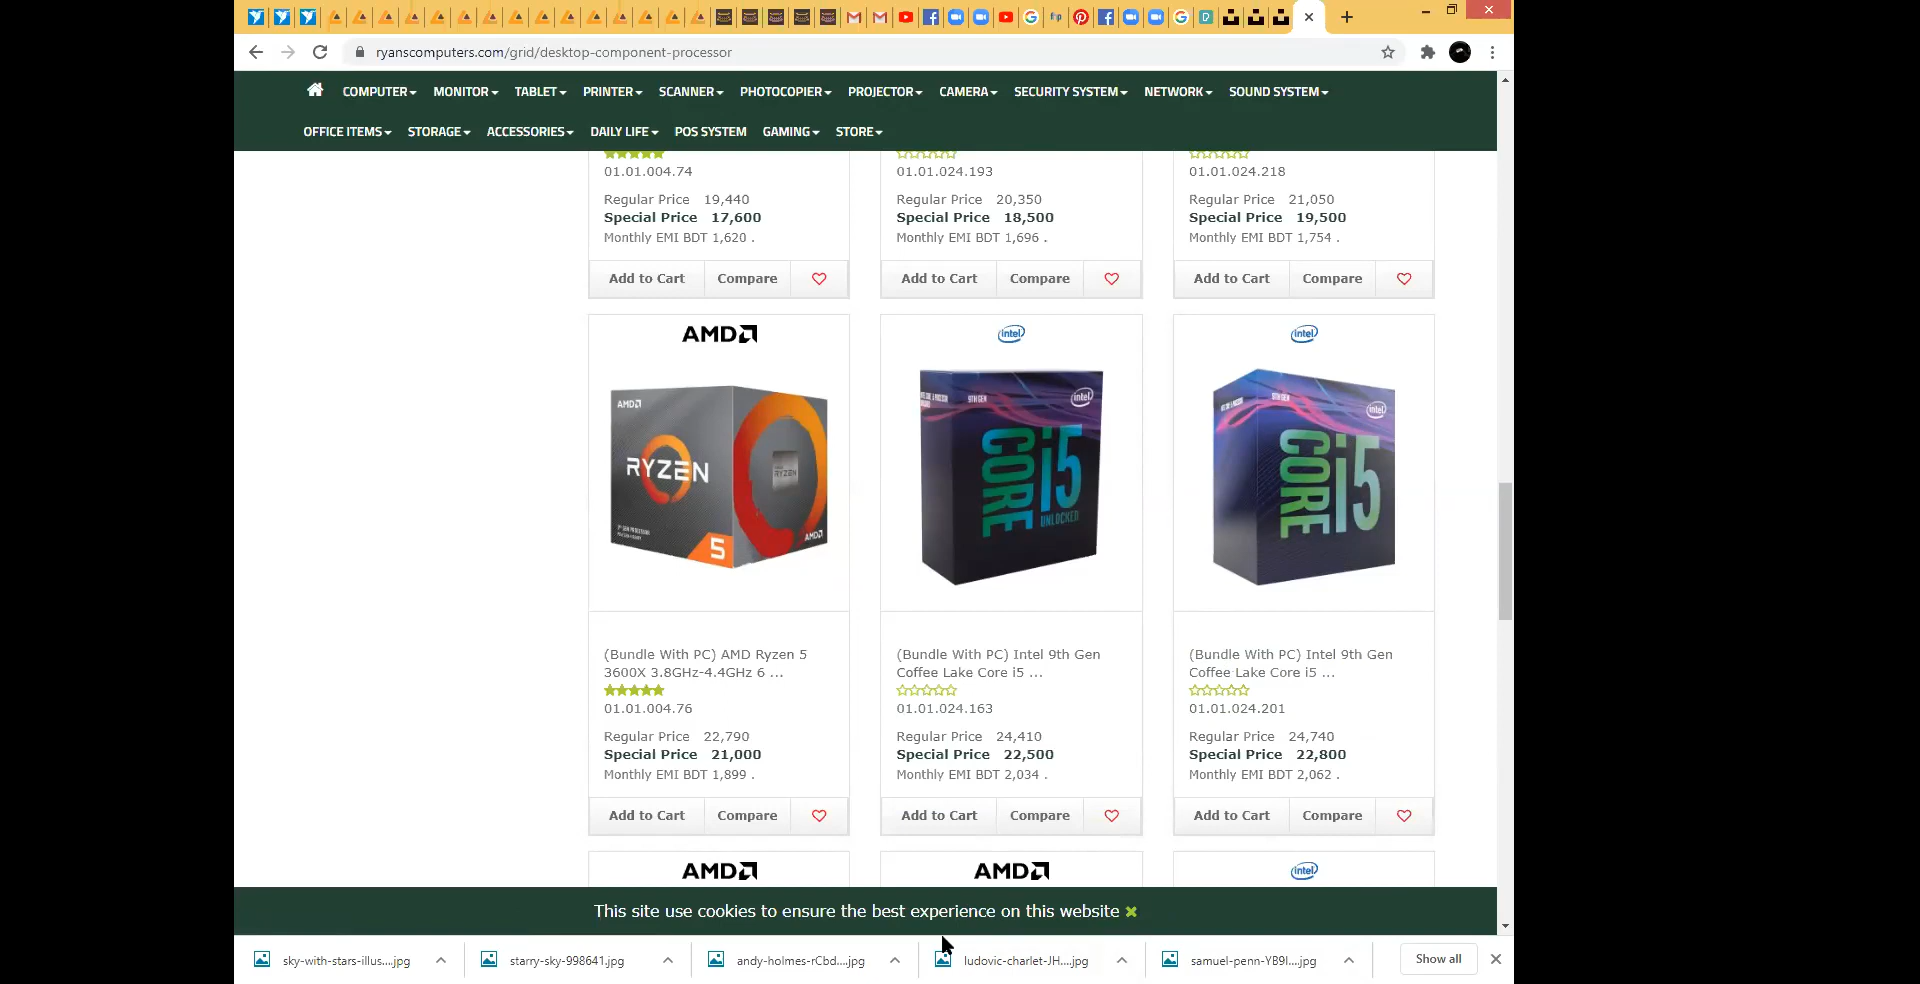 ryanscomputers.com/grid/desktop-component-processor
COMPUTER MONITOR TABLET PRINTER SCANNER PHOTOCOPIER PROJECTOR CAMERA SECURITY SYSTEM NETWORK SOUND SYSTEM
OFFICE ITEMS STORAGE ACCESSORIES DAILY LIFE POS SYSTEM GAMING STORE
01.01.004.74
Regular Price 19,440
Special Price 17,600
Monthly EMI BDT 1,620 .
Add to Cart Compare
01.01.024.193
Regular Price 20,350
Special Price 18,500
Monthly EMI BDT 1,696 .
Add to Cart Compare
01.01.024.218
Regular Price 21,050
Special Price 19,500
Monthly EMI BDT 1,754 .
Add to Cart Compare
AMD
AMD
RYZEN
RYZEN
5
AMD
(Bundle With PC) AMD Ryzen 5
3600X 3.8GHz-4.4GHz 6 ...
01.01.004.76
Regular Price 22,790
Special Price 21,000
Monthly EMI BDT 1,899 .
Add to Cart Compare
intel
9TH GEN
intel
CORE i5
UNLOCKED
(Bundle With PC) Intel 9th Gen
Coffee Lake Core i5 ...
01.01.024.163
Regular Price 24,410
Special Price 22,500
Monthly EMI BDT 2,034 .
Add to Cart Compare
intel
9TH GEN
intel
CORE i5
(Bundle With PC) Intel 9th Gen
Coffee Lake Core i5 ...
01.01.024.201
Regular Price 24,740
Special Price 22,800
Monthly EMI BDT 2,062 .
Add to Cart Compare
AMD
AMD
intel
This site use cookies to ensure the best experience on this website
sky-with-stars-illus....jpg
starry-sky-998641.jpg
andy-holmes-rCbd....jpg
ludovic-charlet-JH....jpg
samuel-penn-YB9I....jpg
Show all